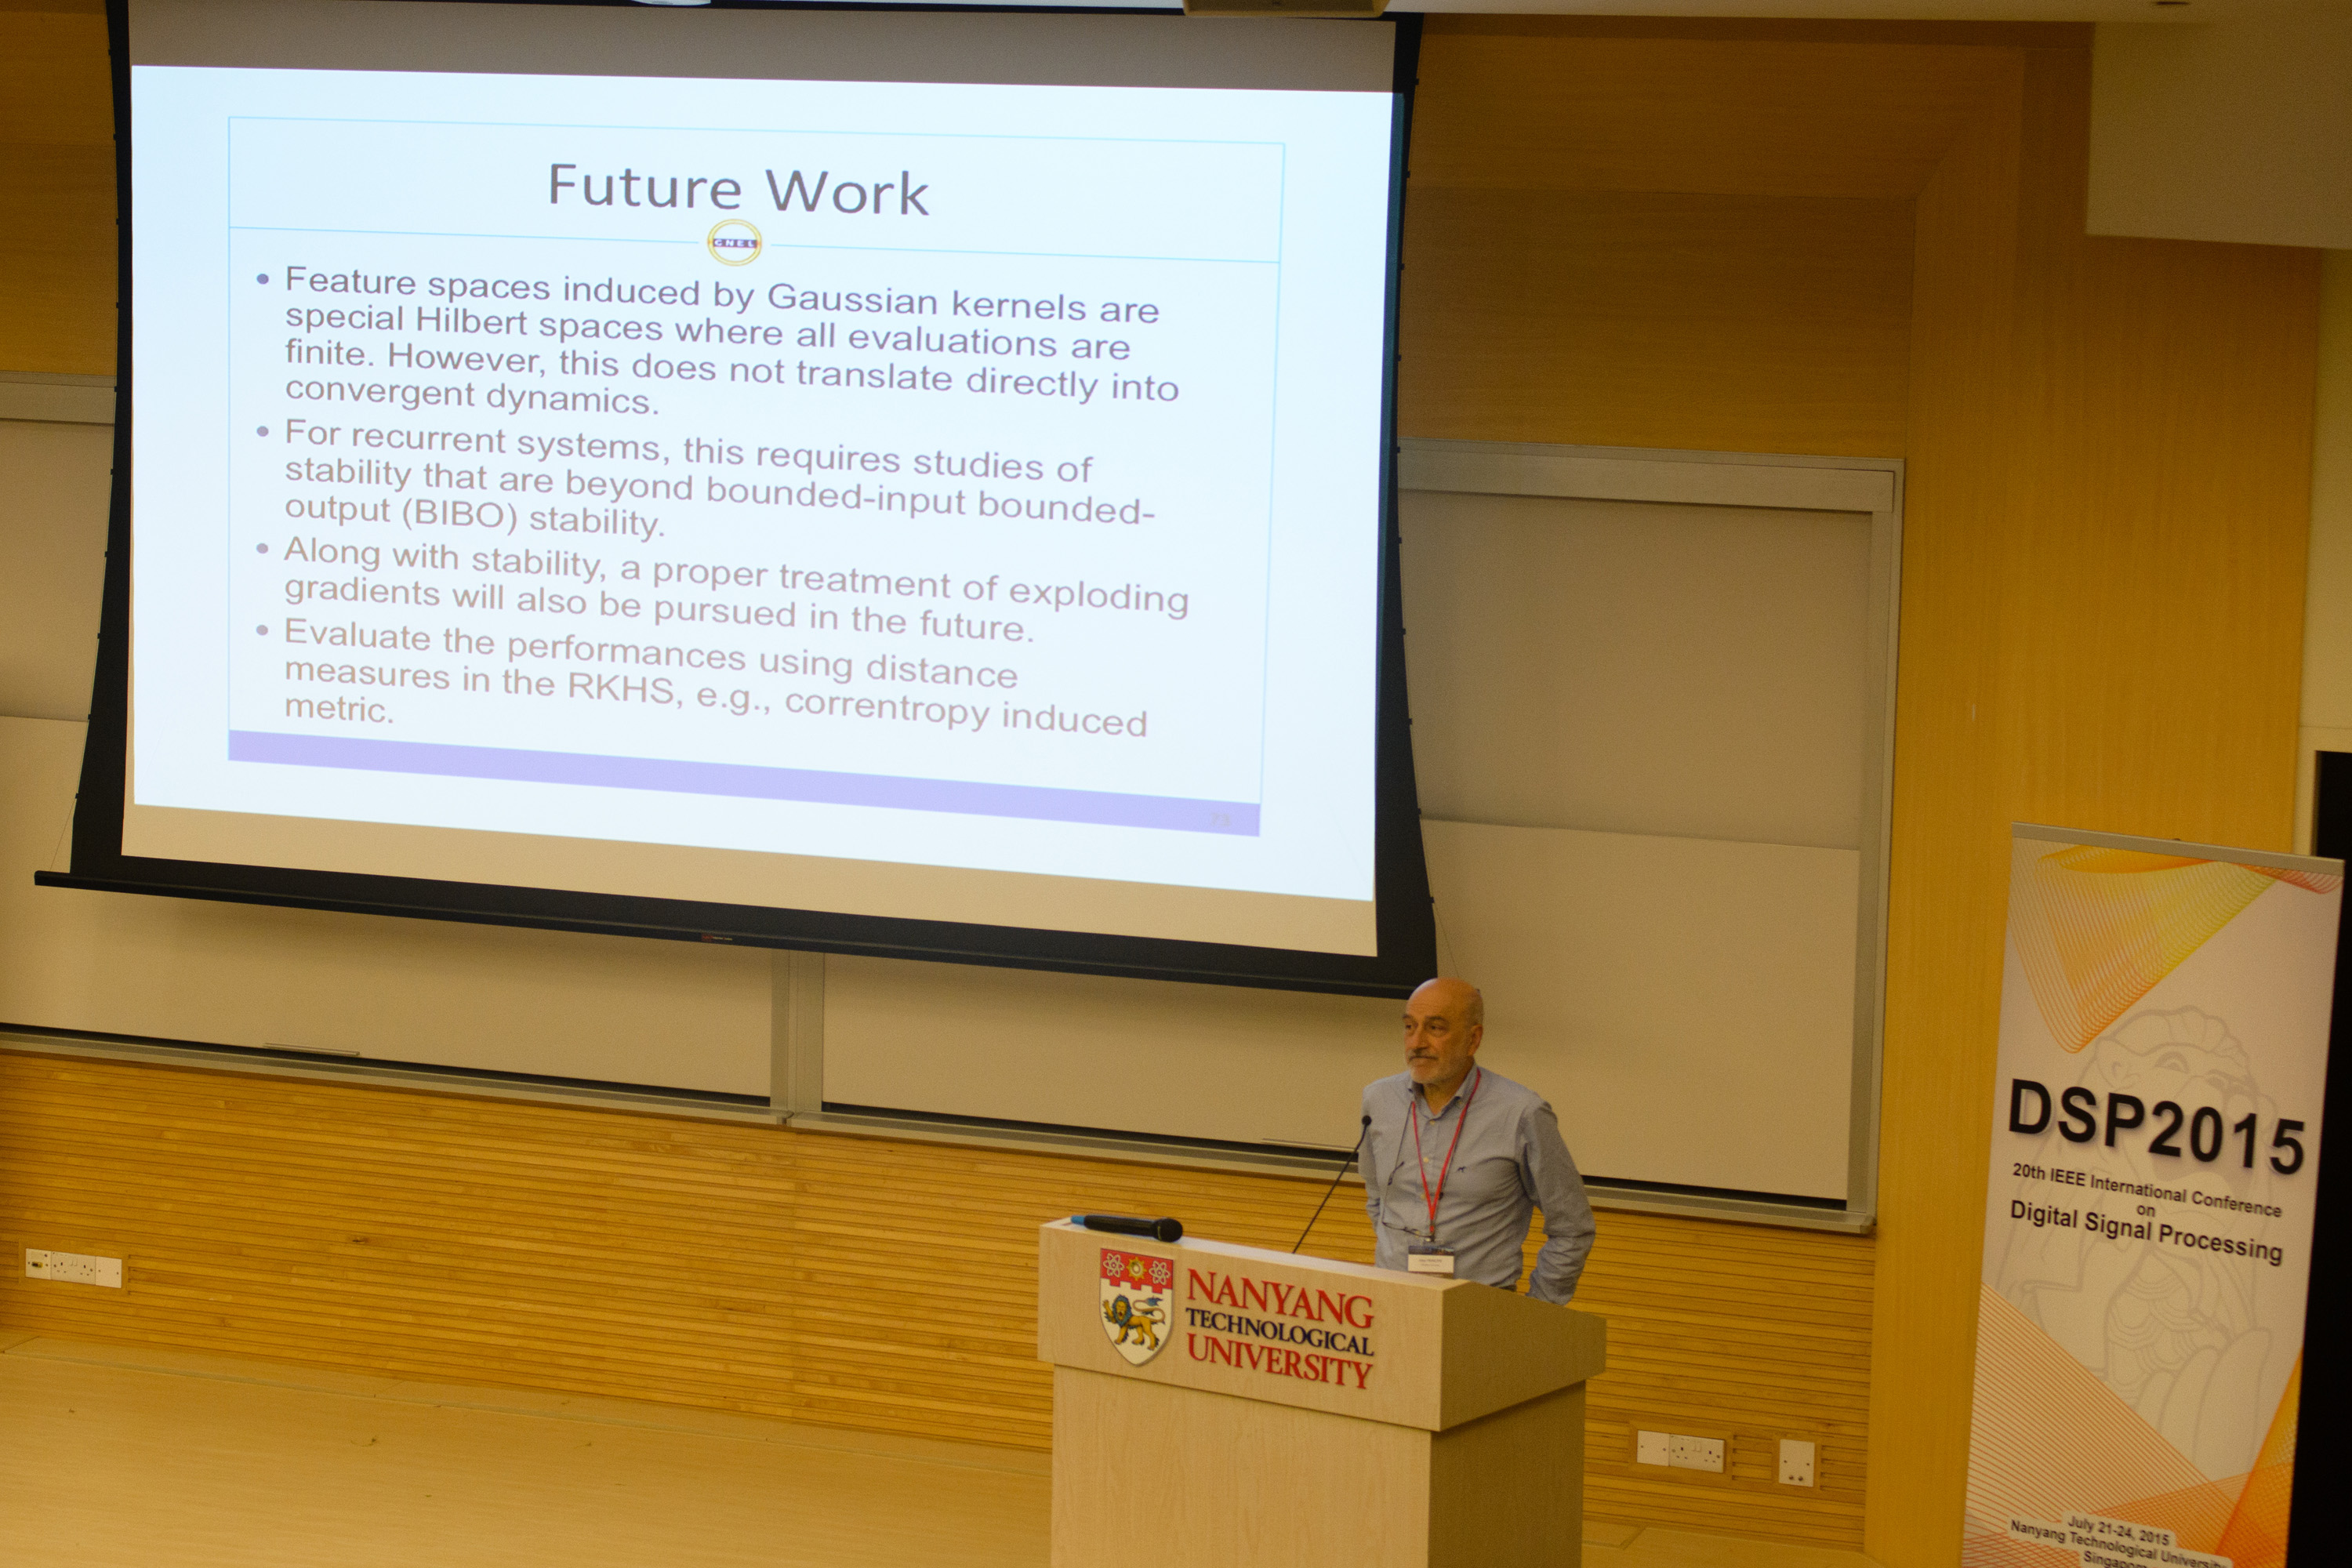 Future Work
CNEL
• Feature spaces induced by Gaussian kernels are
special Hilbert spaces where all evaluations are
finite. However, this does not translate directly into
convergent dynamics.
• For recurrent systems, this requires studies of
stability that are beyond bounded-input bounded-
output (BIBO) stability.
• Along with stability, a proper treatment of exploding
gradients will also be pursued in the future.
• Evaluate the performances using distance
measures in the RKHS, e.g., correntropy induced
metric.
73
NANYANG
TECHNOLOGICAL
UNIVERSITY
DSP2015
20th IEEE International Conference
on
Digital Signal Processing
July 21-24, 2015
Nanyang Technological University
Singapore